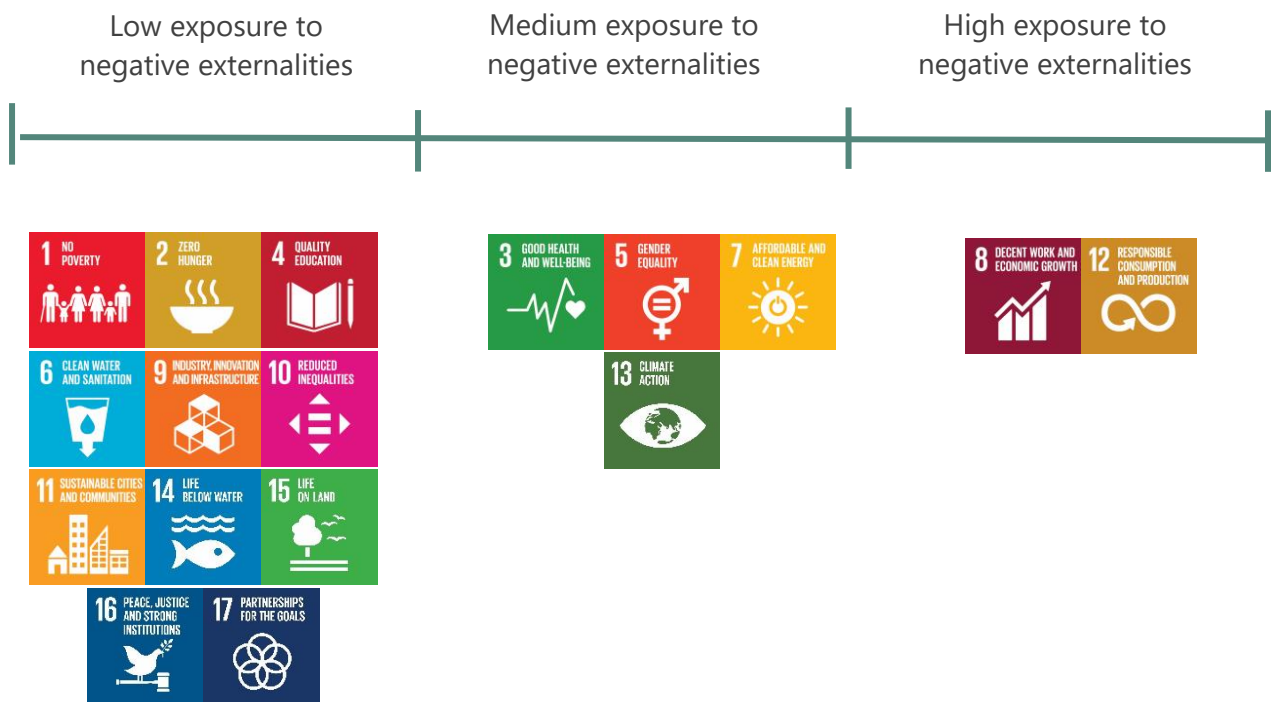 Low exposure to
negative externalities
Medium exposure to
negative externalities
High exposure to
negative externalities
1 NO
POVERTY
2 ZERO
HUNGER
4 QUALITY
EDUCATION
3 GOOD HEALTH
AND WELL-BEING
5 GENDER
EQUALITY
7 AFFORDABLE AND
CLEAN ENERGY
8 DECENT WORK AND
ECONOMIC GROWTH
12 RESPONSIBLE
CONSUMPTION
AND PRODUCTION
6 CLEAN WATER
AND SANITATION
9 INDUSTRY, INNOVATION
AND INFRASTRUCTURE
10 REDUCED
INEQUALITIES
13 CLIMATE
ACTION
11 SUSTAINABLE CITIES
AND COMMUNITIES
14 LIFE
BELOW WATER
15 LIFE
ON LAND
16 PEACE, JUSTICE
AND STRONG
INSTITUTIONS
17 PARTNERSHIPS
FOR THE GOALS